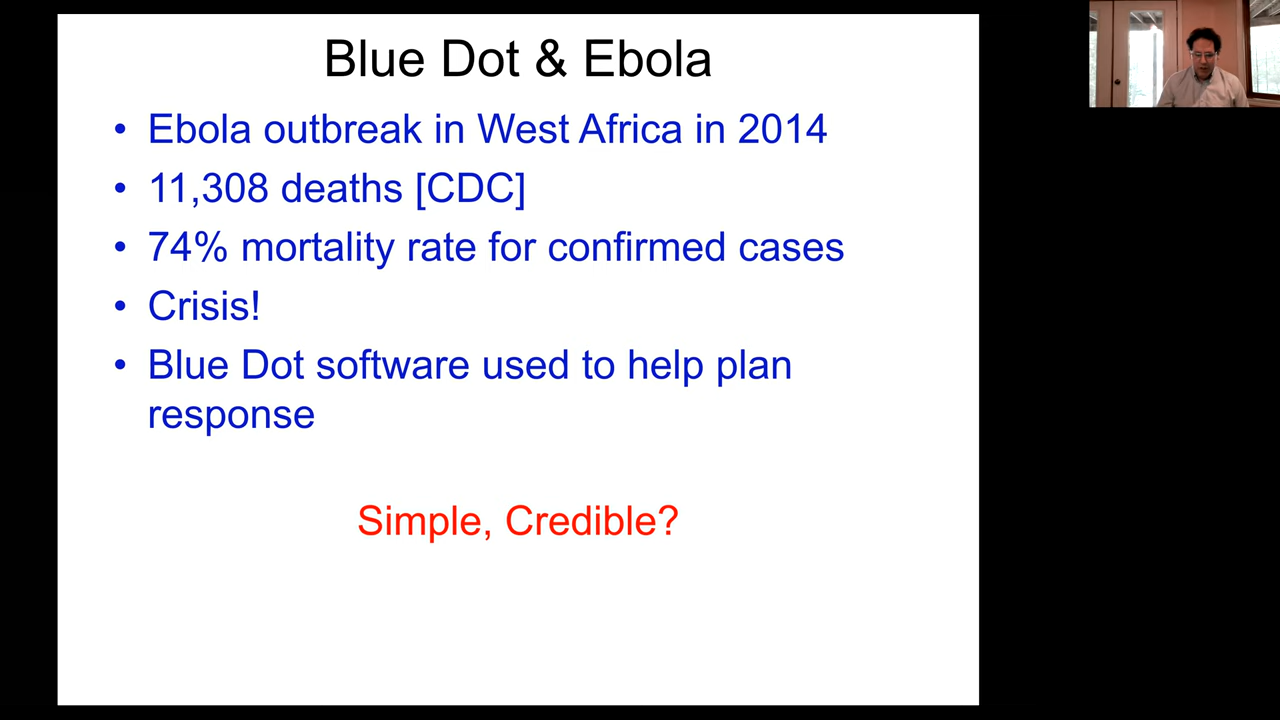 Blue Dot & Ebola
• Ebola outbreak in West Africa in 2014
• 11,308 deaths [CDC]
• 74% mortality rate for confirmed cases
• Crisis!
• Blue Dot software used to help plan
response
Simple, Credible?